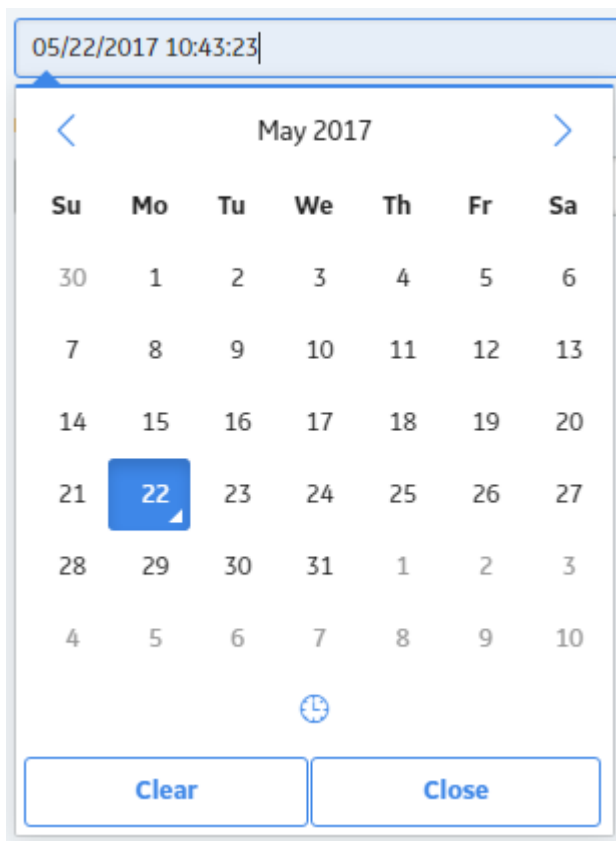 05/22/2017 10:43:23
May 2017
Su Mo Tu We Th Fr Sa
30 1 2 3 4 5 6
7 8 9 10 11 12 13
14 15 16 17 18 19 20
21 22 23 24 25 26 27
28 29 30 31 1 2 3
4 5 6 7 8 9 10
Clear Close